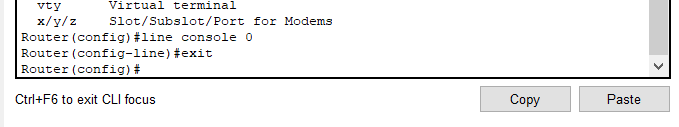 vty Virtual terminal
x/y/z Slot/Subslot/Port for Modems
Router(config)#line console 0
Router(config-line)#exit
Router(config)#
Ctrl+F6 to exit CLI focus
Copy
Paste